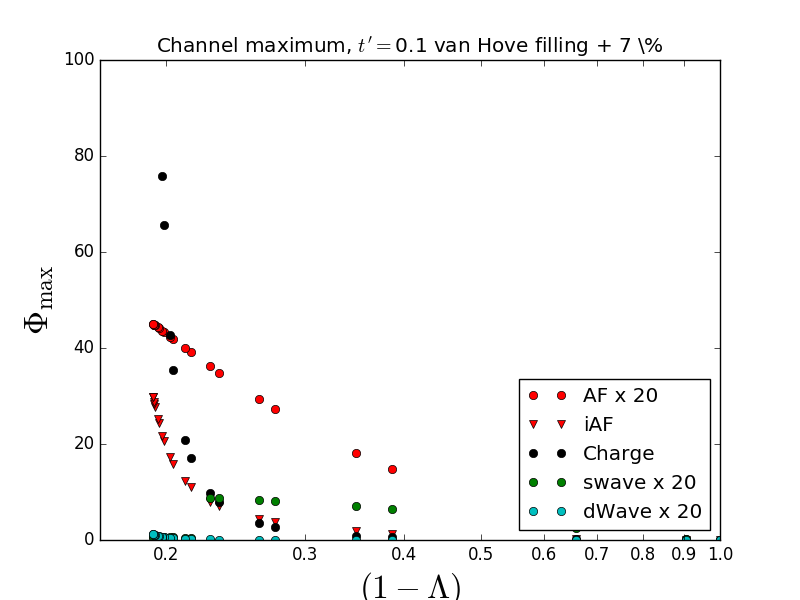 Channel maximum, t′ = 0.1 van Hove filling + 7 \%
100
80
60
40
20
0
Φmax
AF x 20
iAF
Charge
swave x 20
dWave x 20
0.2 0.3 0.4 0.5 0.6 0.7 0.8 0.9 1.0
(1 − Λ)